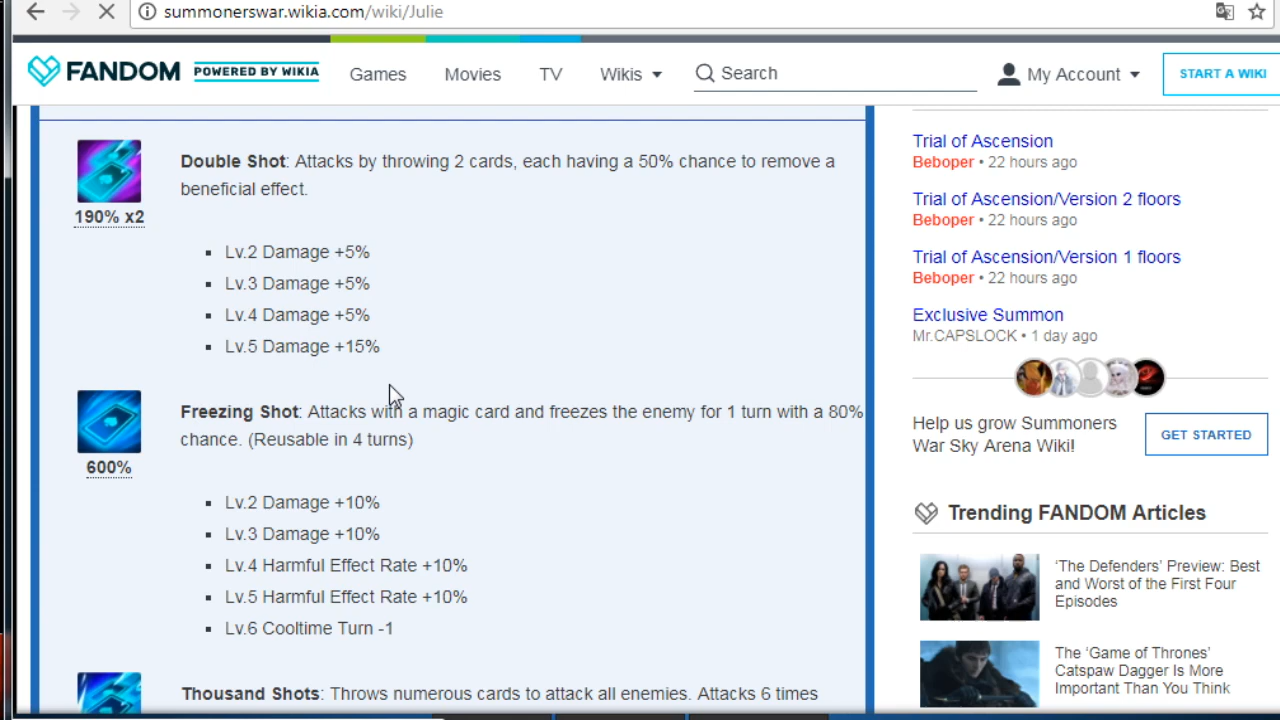 summonerswar.wikia.com/wiki/Julie
FANDOM POWERED BY WIKIA Games Movies TV Wikis Search My Account START A WIKI
Double Shot: Attacks by throwing 2 cards, each having a 50% chance to remove a
beneficial effect.
190% x2
Lv.2 Damage +5%
Lv.3 Damage +5%
Lv.4 Damage +5%
Lv.5 Damage +15%
Freezing Shot: Attacks with a magic card and freezes the enemy for 1 turn with a 80%
chance. (Reusable in 4 turns)
600%
Lv.2 Damage +10%
Lv.3 Damage +10%
Lv.4 Harmful Effect Rate +10%
Lv.5 Harmful Effect Rate +10%
Lv.6 Cooltime Turn -1
Thousand Shots: Throws numerous cards to attack all enemies. Attacks 6 times
Trial of Ascension
Beboper • 22 hours ago
Trial of Ascension/Version 2 floors
Beboper • 22 hours ago
Trial of Ascension/Version 1 floors
Beboper • 22 hours ago
Exclusive Summon
Mr.CAPSLOCK • 1 day ago
Help us grow Summoners
War Sky Arena Wiki!
GET STARTED
Trending FANDOM Articles
'The Defenders' Preview: Best
and Worst of the First Four
Episodes
The 'Game of Thrones'
Catspaw Dagger Is More
Important Than You Think